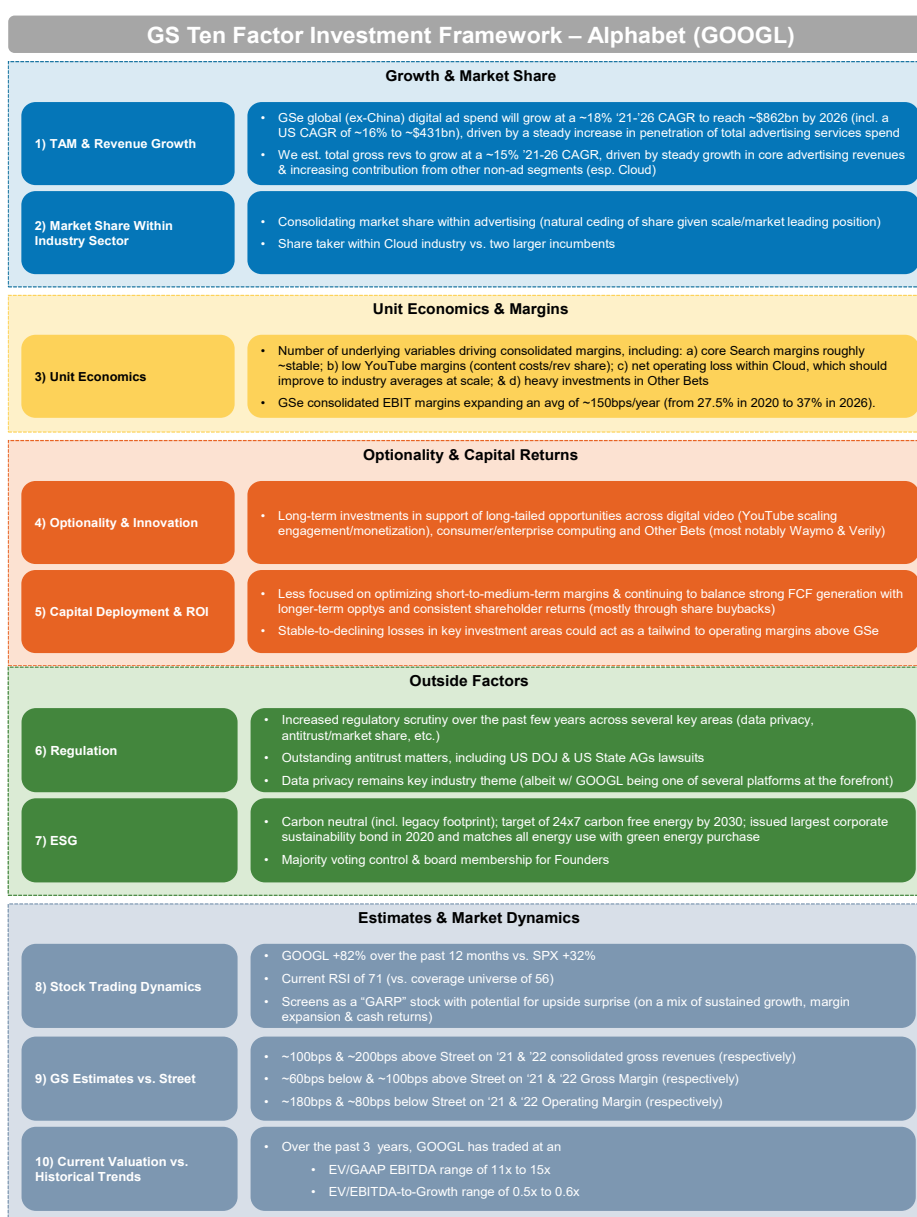 GS Ten Factor Investment Framework – Alphabet (GOOGL)
Growth & Market Share
1) TAM & Revenue Growth
• GSe global (ex-China) digital ad spend will grow at a ~18% ‘21-’26 CAGR to reach ~$862bn by 2026 (incl. a
US CAGR of ~16% to ~$431bn), driven by a steady increase in penetration of total advertising services spend
• We est. total gross revs to grow at a ~15% ’21-26 CAGR, driven by steady growth in core advertising revenues
& increasing contribution from other non-ad segments (esp. Cloud)
2) Market Share Within
Industry Sector
• Consolidating market share within advertising (natural ceding of share given scale/market leading position)
• Share taker within Cloud industry vs. two larger incumbents
Unit Economics & Margins
3) Unit Economics
• Number of underlying variables driving consolidated margins, including: a) core Search margins roughly
~stable; b) low YouTube margins (content costs/rev share); c) net operating loss within Cloud, which should
improve to industry averages at scale; & d) heavy investments in Other Bets
• GSe consolidated EBIT margins expanding an avg of ~150bps/year (from 27.5% in 2020 to 37% in 2026).
Optionality & Capital Returns
4) Optionality & Innovation
• Long-term investments in support of long-tailed opportunities across digital video (YouTube scaling
engagement/monetization), consumer/enterprise computing and Other Bets (most notably Waymo & Verily)
5) Capital Deployment & ROI
• Less focused on optimizing short-to-medium-term margins & continuing to balance strong FCF generation with
longer-term opptys and consistent shareholder returns (mostly through share buybacks)
• Stable-to-declining losses in key investment areas could act as a tailwind to operating margins above GSe
Outside Factors
6) Regulation
• Increased regulatory scrutiny over the past few years across several key areas (data privacy,
antitrust/market share, etc.)
• Outstanding antitrust matters, including US DOJ & US State AGs lawsuits
• Data privacy remains key industry theme (albeit w/ GOOGL being one of several platforms at the forefront)
7) ESG
• Carbon neutral (incl. legacy footprint); target of 24x7 carbon free energy by 2030; issued largest corporate
sustainability bond in 2020 and matches all energy use with green energy purchase
• Majority voting control & board membership for Founders
Estimates & Market Dynamics
8) Stock Trading Dynamics
• GOOGL +82% over the past 12 months vs. SPX +32%
• Current RSI of 71 (vs. coverage universe of 56)
• Screens as a “GARP” stock with potential for upside surprise (on a mix of sustained growth, margin
expansion & cash returns)
9) GS Estimates vs. Street
• ~100bps & ~200bps above Street on ‘21 & ‘22 consolidated gross revenues (respectively)
• ~60bps below & ~100bps above Street on ‘21 & ‘22 Gross Margin (respectively)
• ~180bps & ~80bps below Street on ‘21 & ‘22 Operating Margin (respectively)
10) Current Valuation vs.
Historical Trends
• Over the past 3 years, GOOGL has traded at an
• EV/GAAP EBITDA range of 11x to 15x
• EV/EBITDA-to-Growth range of 0.5x to 0.6x